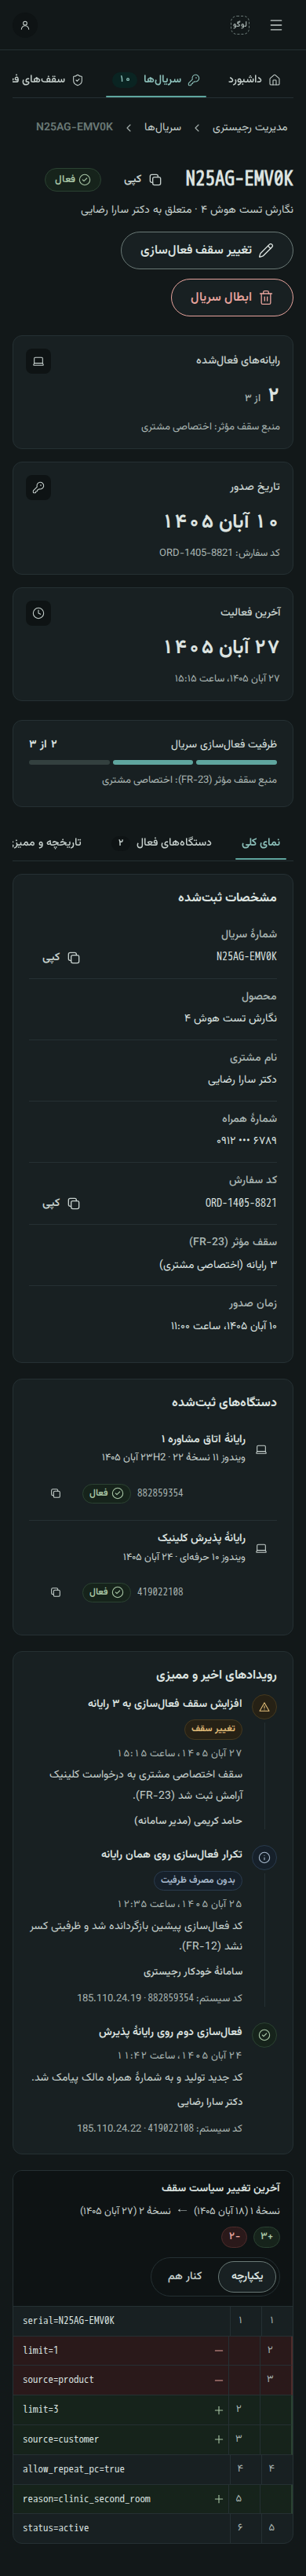 لوگو
داشبورد
سریال‌ها ۱۰
سقف‌های
مدیریت رجیستری > سریال‌ها > N25AG-EMV0K
N25AG-EMV0K کپی فعال
نگارش تست هوش ۴ · متعلق به دکتر سارا رضایی
تغییر سقف فعال‌سازی
ابطال سریال
رایانه‌های فعال‌شده
۲ از ۳
منبع سقف مؤثر: اختصاصی مشتری
تاریخ صدور
۱۰ آبان ۱۴۰۵
کد سفارش: ORD-1405-8821
آخرین فعالیت
۲۷ آبان ۱۴۰۵
۲۷ آبان ۱۴۰۵، ساعت ۱۵:۱۵
ظرفیت فعال‌سازی سریال ۲ از ۳
منبع سقف مؤثر (FR-23): اختصاصی مشتری
نمای کلی
دستگاه‌های فعال ۲
تاریخچه و ممیزی
مشخصات ثبت‌شده
شمارهٔ سریال
N25AG-EMV0K کپی
محصول
نگارش تست هوش ۴
نام مشتری
دکتر سارا رضایی
شمارهٔ همراه
۰۹۱۲ ••• ۶۷۸۹
کد سفارش
ORD-1405-8821 کپی
سقف مؤثر (FR-23)
۳ رایانه (اختصاصی مشتری)
زمان صدور
۱۰ آبان ۱۴۰۵، ساعت ۱۱:۰۰
دستگاه‌های ثبت‌شده
رایانهٔ اتاق مشاوره ۱
ویندوز ۱۱ نسخهٔ ۲۳H2 · ۲۲ آبان ۱۴۰۵
882859354 فعال
رایانهٔ پذیرش کلینیک
ویندوز ۱۰ حرفه‌ای · ۲۴ آبان ۱۴۰۵
419022108 فعال
رویدادهای اخیر و ممیزی
افزایش سقف فعال‌سازی به ۳ رایانه
تغییر سقف
۲۷ آبان ۱۴۰۵، ساعت ۱۵:۱۵
سقف اختصاصی مشتری به درخواست کلینیک
آرامش ثبت شد (FR-23).
حامد کریمی (مدیر سامانه)
تکرار فعال‌سازی روی همان رایانه
بدون مصرف ظرفیت
۲۵ آبان ۱۴۰۵، ساعت ۱۲:۳۵
کد فعال‌سازی پیشین بازگردانده شد و ظرفیتی کسر
نشد (FR-12).
سامانهٔ خودکار رجیستری
کد سیستم: 882859354 · 185.110.24.19
فعال‌سازی دوم روی رایانهٔ پذیرش
۲۴ آبان ۱۴۰۵، ساعت ۱۱:۴۲
کد جدید تولید و به شمارهٔ همراه مالک پیامک شد.
دکتر سارا رضایی
کد سیستم: 419022108 · 185.110.24.22
آخرین تغییر سیاست سقف
نسخهٔ ۱ (۱۸ آبان ۱۴۰۵) ← نسخهٔ ۲ (۲۷ آبان ۱۴۰۵)
+۳ −۲
یکپارچه
کنار هم
۱ ۱ serial=N25AG-EMV0K
۲ − limit=1
۳ − source=product
۲ + limit=3
۳ + source=customer
۴ ۴ allow_repeat_pc=true
۵ + reason=clinic_second_room
۵ ۶ status=active